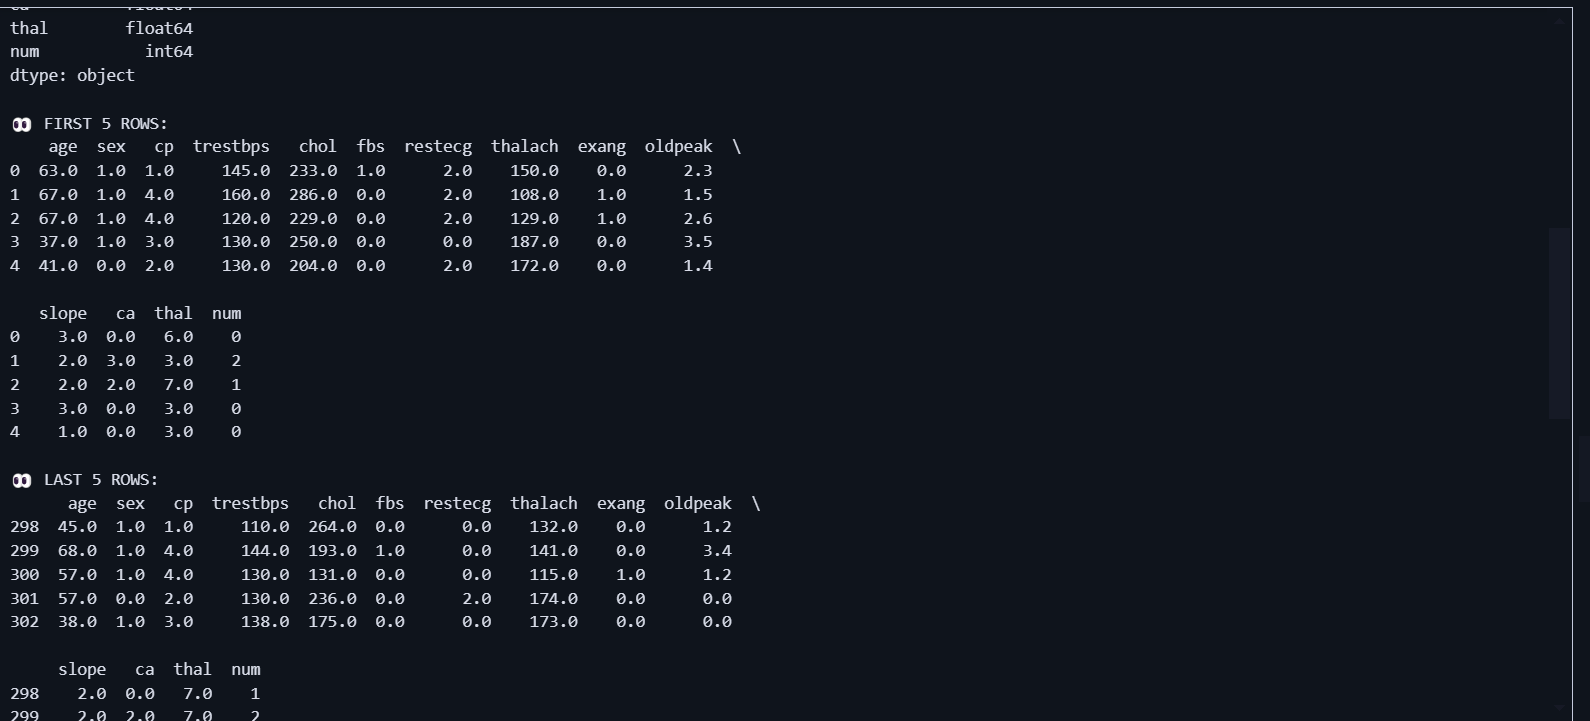 ca float64
thal float64
num int64
dtype: object
👀 FIRST 5 ROWS:
age sex cp trestbps chol fbs restecg thalach exang oldpeak \
0 63.0 1.0 1.0 145.0 233.0 1.0 2.0 150.0 0.0 2.3
1 67.0 1.0 4.0 160.0 286.0 0.0 2.0 108.0 1.0 1.5
2 67.0 1.0 4.0 120.0 229.0 0.0 2.0 129.0 1.0 2.6
3 37.0 1.0 3.0 130.0 250.0 0.0 0.0 187.0 0.0 3.5
4 41.0 0.0 2.0 130.0 204.0 0.0 2.0 172.0 0.0 1.4
slope ca thal num
0 3.0 0.0 6.0 0
1 2.0 3.0 3.0 2
2 2.0 2.0 7.0 1
3 3.0 0.0 3.0 0
4 1.0 0.0 3.0 0
👀 LAST 5 ROWS:
age sex cp trestbps chol fbs restecg thalach exang oldpeak \
298 45.0 1.0 1.0 110.0 264.0 0.0 0.0 132.0 0.0 1.2
299 68.0 1.0 4.0 144.0 193.0 1.0 0.0 141.0 0.0 3.4
300 57.0 1.0 4.0 130.0 131.0 0.0 0.0 115.0 1.0 1.2
301 57.0 0.0 2.0 130.0 236.0 0.0 2.0 174.0 0.0 0.0
302 38.0 1.0 3.0 138.0 175.0 0.0 0.0 173.0 0.0 0.0
slope ca thal num
298 2.0 0.0 7.0 1
299 2.0 2.0 7.0 2